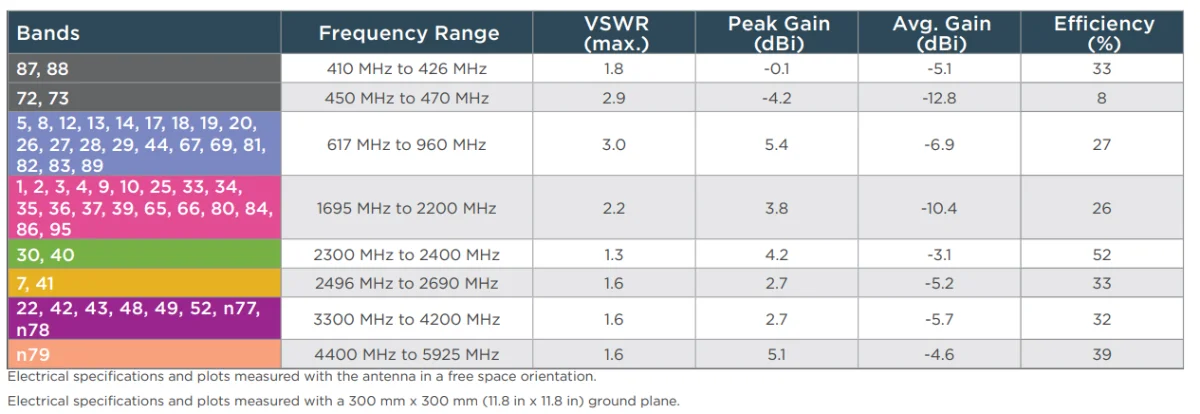 Bands Frequency Range VSWR (max.) Peak Gain (dBi) Avg. Gain (dBi) Efficiency (%)
87, 88 410 MHz to 426 MHz 1.8 -0.1 -5.1 33
72, 73 450 MHz to 470 MHz 2.9 -4.2 -12.8 8
5, 8, 12, 13, 14, 17, 18, 19, 20,
26, 27, 28, 29, 44, 67, 69, 81,
82, 83, 89
617 MHz to 960 MHz 3.0 5.4 -6.9 27
1, 2, 3, 4, 9, 10, 25, 33, 34,
35, 36, 37, 39, 65, 66, 80, 84,
86, 95
1695 MHz to 2200 MHz 2.2 3.8 -10.4 26
30, 40 2300 MHz to 2400 MHz 1.3 4.2 -3.1 52
7, 41 2496 MHz to 2690 MHz 1.6 2.7 -5.2 33
22, 42, 43, 48, 49, 52, n77,
n78
3300 MHz to 4200 MHz 1.6 2.7 -5.7 32
n79 4400 MHz to 5925 MHz 1.6 5.1 -4.6 39
Electrical specifications and plots measured with the antenna in a free space orientation.
Electrical specifications and plots measured with a 300 mm x 300 mm (11.8 in x 11.8 in) ground plane.